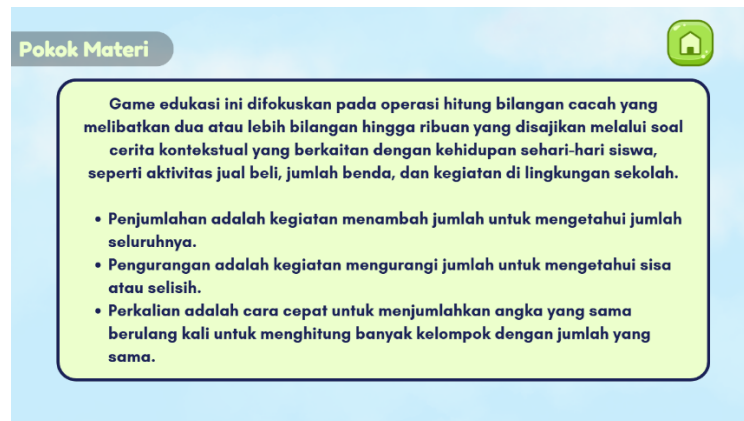 Pokok Materi
Game edukasi ini difokuskan pada operasi hitung bilangan cacah yang
melibatkan dua atau lebih bilangan hingga ribuan yang disajikan melalui soal
cerita kontekstual yang berkaitan dengan kehidupan sehari-hari siswa,
seperti aktivitas jual beli, jumlah benda, dan kegiatan di lingkungan sekolah.
• Penjumlahan adalah kegiatan menambah jumlah untuk mengetahui jumlah
seluruhnya.
• Pengurangan adalah kegiatan mengurangi jumlah untuk mengetahui sisa
atau selisih.
• Perkalian adalah cara cepat untuk menjumlahkan angka yang sama
berulang kali untuk menghitung banyak kelompok dengan jumlah yang
sama.